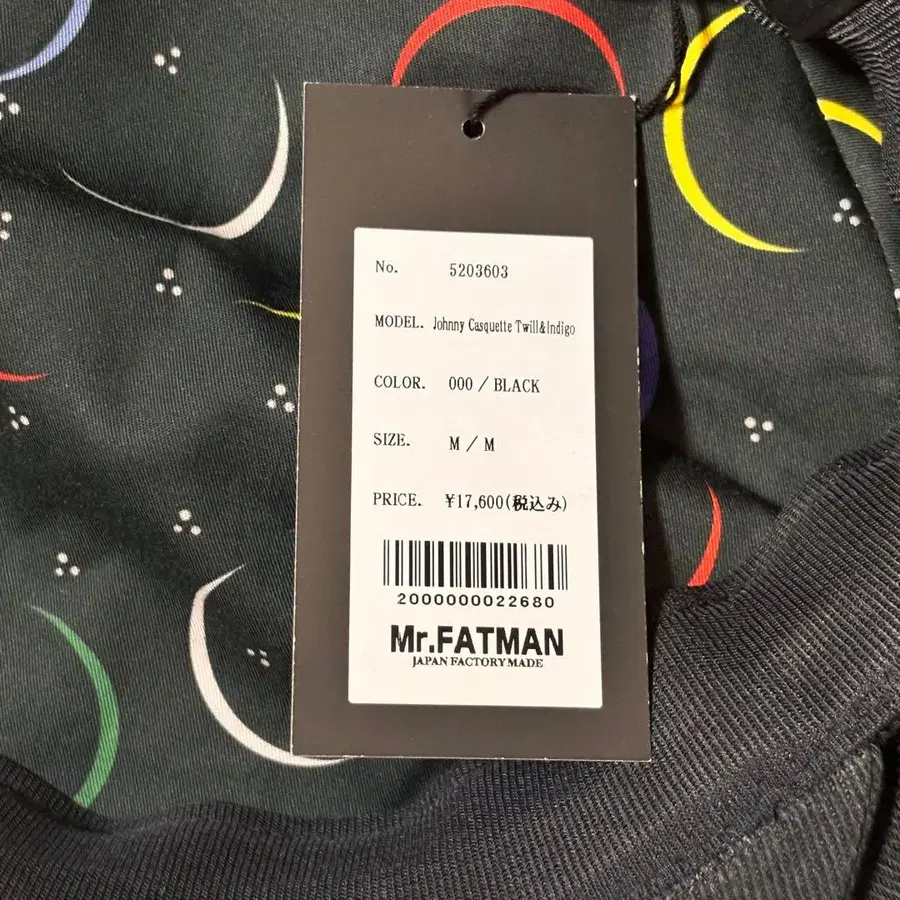 No. 5203603
MODEL. Johnny Casquette Twill&Indigo
COLOR. 000 / BLACK
SIZE. M / M
PRICE. ¥17,600(税込み)
2000000022680
Mr.FATMAN
JAPAN FACTORY MADE